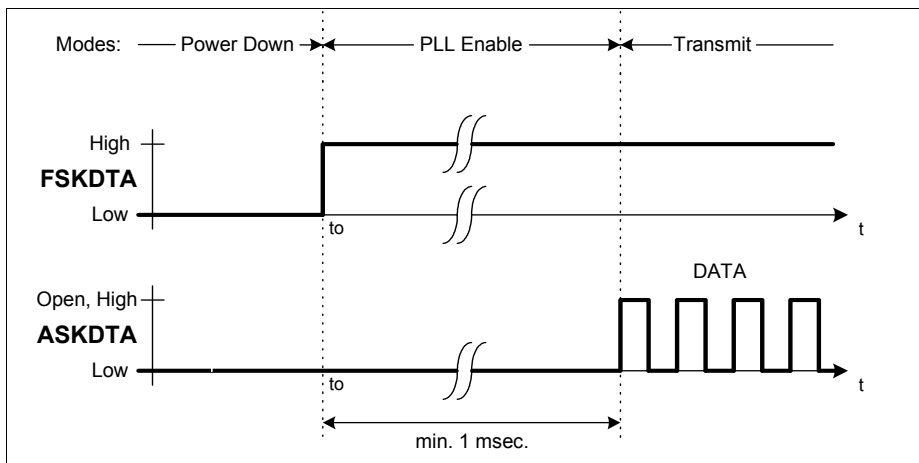 Modes: Power Down PLL Enable Transmit
High
FSKDTA
Low
to
t
DATA
Open, High
ASKDTA
Low
to
t
min. 1 msec.